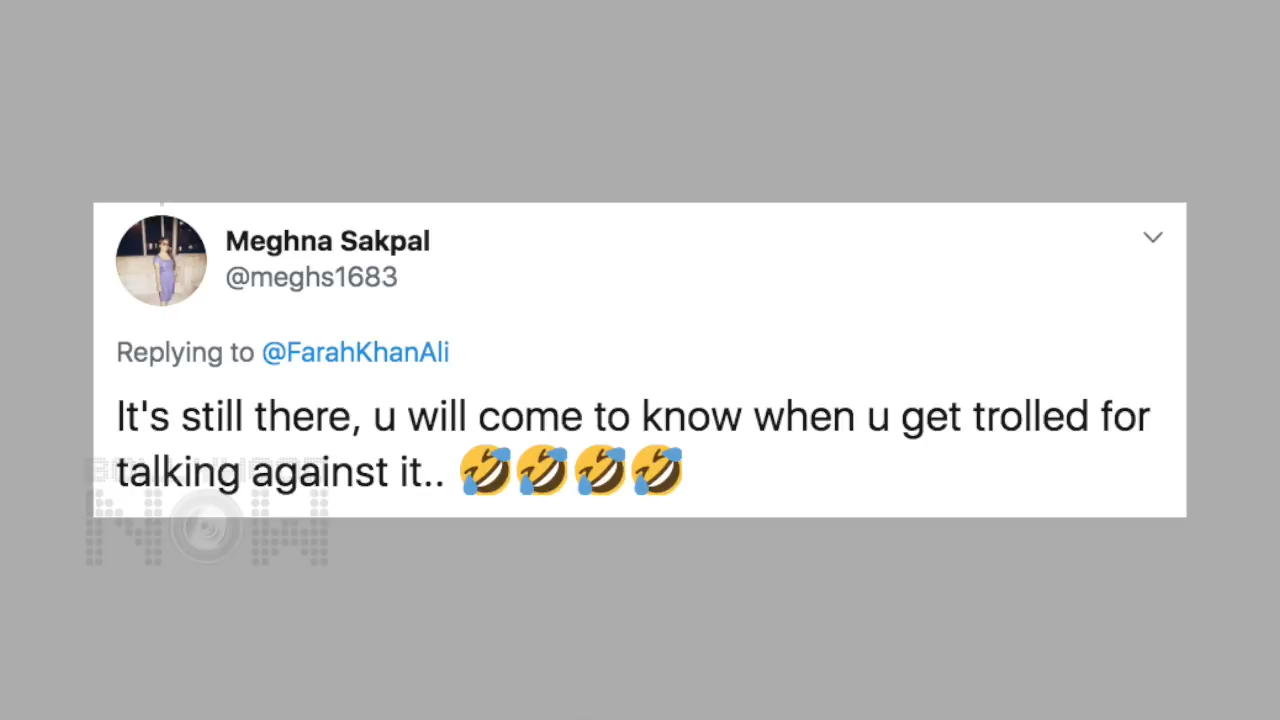 Meghna Sakpal
@meghs1683
Replying to @FarahKhanAli
It's still there, u will come to know when u get trolled for
talking against it.. 🤣🤣🤣🤣
NOW